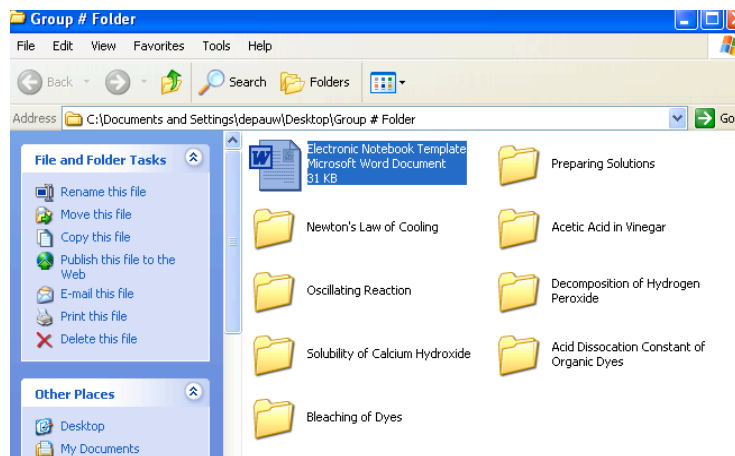 Group # Folder
File Edit View Favorites Tools Help
Back Search Folders
Address C:\Documents and Settings\depauw\Desktop\Group # Folder Go
File and Folder Tasks
Rename this file
Move this file
Copy this file
Publish this file to the
Web
E-mail this file
Print this file
Delete this file
Other Places
Desktop
My Documents
Electronic Notebook Template
Microsoft Word Document
31 KB
Preparing Solutions
Newton's Law of Cooling
Acetic Acid in Vinegar
Oscillating Reaction
Decomposition of Hydrogen
Peroxide
Solubility of Calcium Hydroxide
Acid Dissocation Constant of
Organic Dyes
Bleaching of Dyes